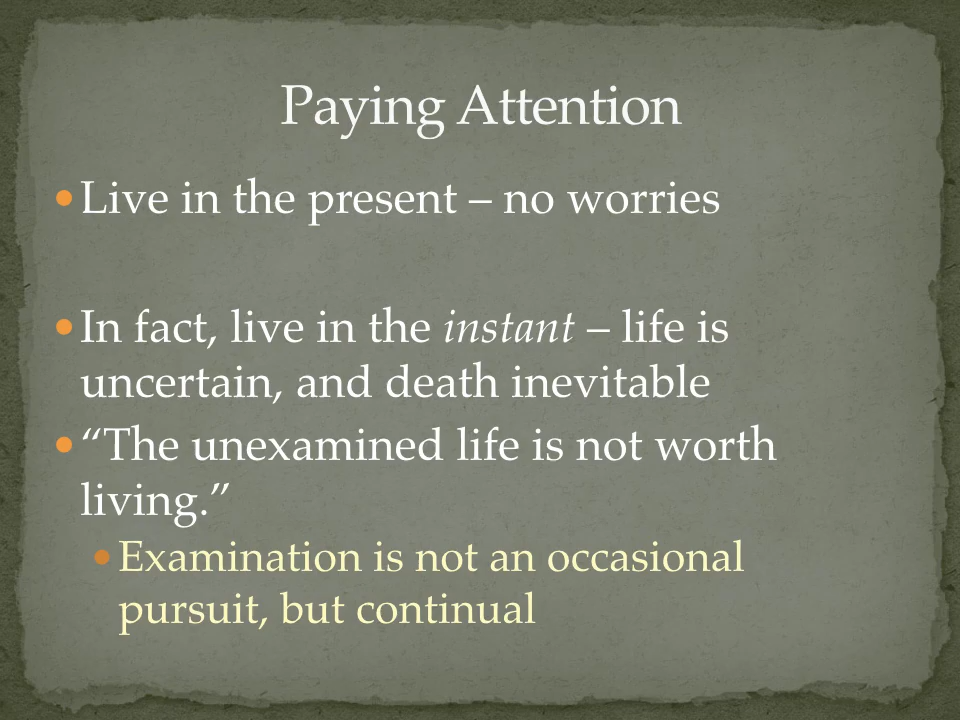 Paying Attention
• Live in the present – no worries
• In fact, live in the instant – life is
uncertain, and death inevitable
• “The unexamined life is not worth
living.”
• Examination is not an occasional
pursuit, but continual